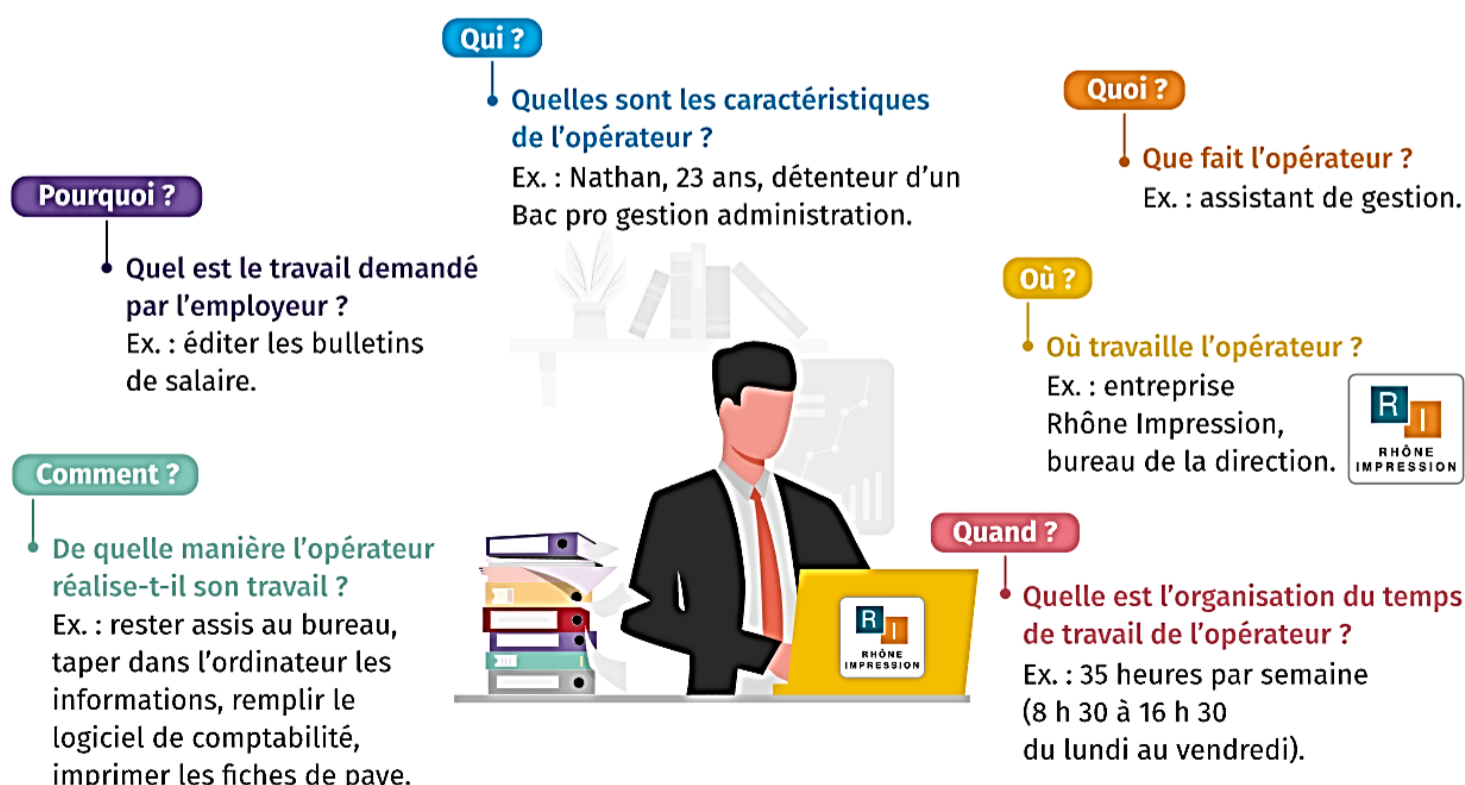 Qui ?
Quelles sont les caractéristiques
de l'opérateur ?
Ex. : Nathan, 23 ans, détenteur d'un
Bac pro gestion administration.
Quoi ?
Que fait l'opérateur ?
Ex. : assistant de gestion.
Pourquoi ?
Quel est le travail demandé
par l'employeur ?
Ex. : éditer les bulletins
de salaire.
Où ?
Où travaille l'opérateur ?
Ex. : entreprise
Rhône Impression,
bureau de la direction.
R I
RHÔNE
IMPRESSION
Comment ?
De quelle manière l'opérateur
réalise-t-il son travail ?
Ex. : rester assis au bureau,
taper dans l'ordinateur les
informations, remplir le
logiciel de comptabilité,
imprimer les fiches de paye.
R I
RHÔNE
IMPRESSION
Quand ?
Quelle est l'organisation du temps
de travail de l'opérateur ?
Ex. : 35 heures par semaine
(8 h 30 à 16 h 30
du lundi au vendredi).